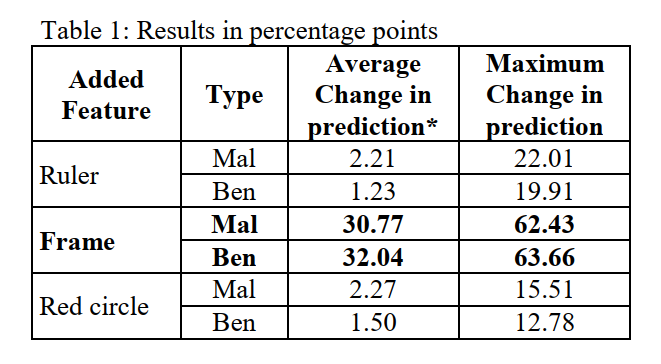 Table 1: Results in percentage points
Added Feature Type Average Change in prediction* Maximum Change in prediction
Ruler Mal 2.21 22.01
Ben 1.23 19.91
Frame Mal 30.77 62.43
Ben 32.04 63.66
Red circle Mal 2.27 15.51
Ben 1.50 12.78